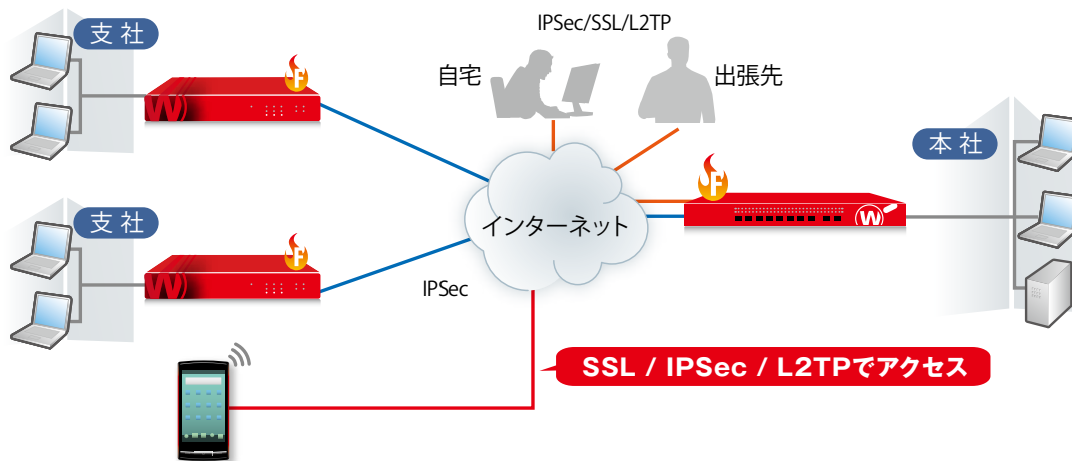 支社
IPSec/SSL/L2TP
自宅
出張先
F
W
本社
F
インターネット
W
支社
F
W
IPSec
SSL / IPSec / L2TPでアクセス